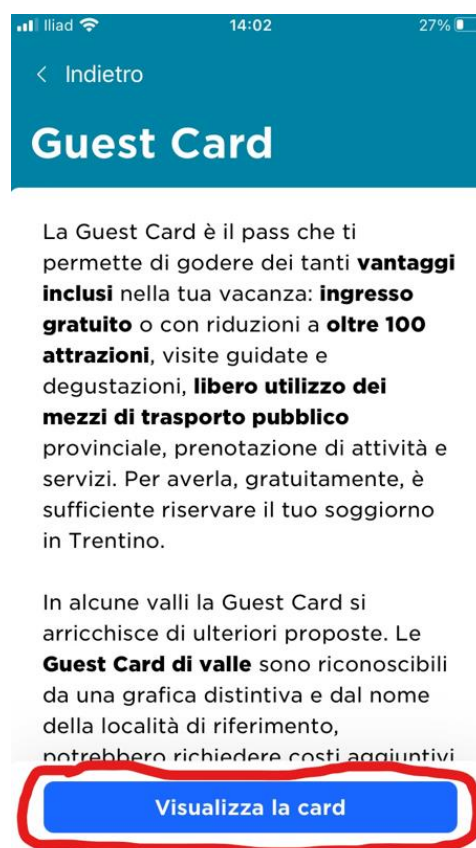 Iliad 14:02 27%
Indietro
Guest Card
La Guest Card è il pass che ti
permette di godere dei tanti vantaggi
inclusi nella tua vacanza: ingresso
gratuito o con riduzioni a oltre 100
attrazioni, visite guidate e
degustazioni, libero utilizzo dei
mezzi di trasporto pubblico
provinciale, prenotazione di attività e
servizi. Per averla, gratuitamente, è
sufficiente riservare il tuo soggiorno
in Trentino.
In alcune valli la Guest Card si
arricchisce di ulteriori proposte. Le
Guest Card di valle sono riconoscibili
da una grafica distintiva e dal nome
della località di riferimento,
potrebbero richiedere costi aggiuntivi
Visualizza la card